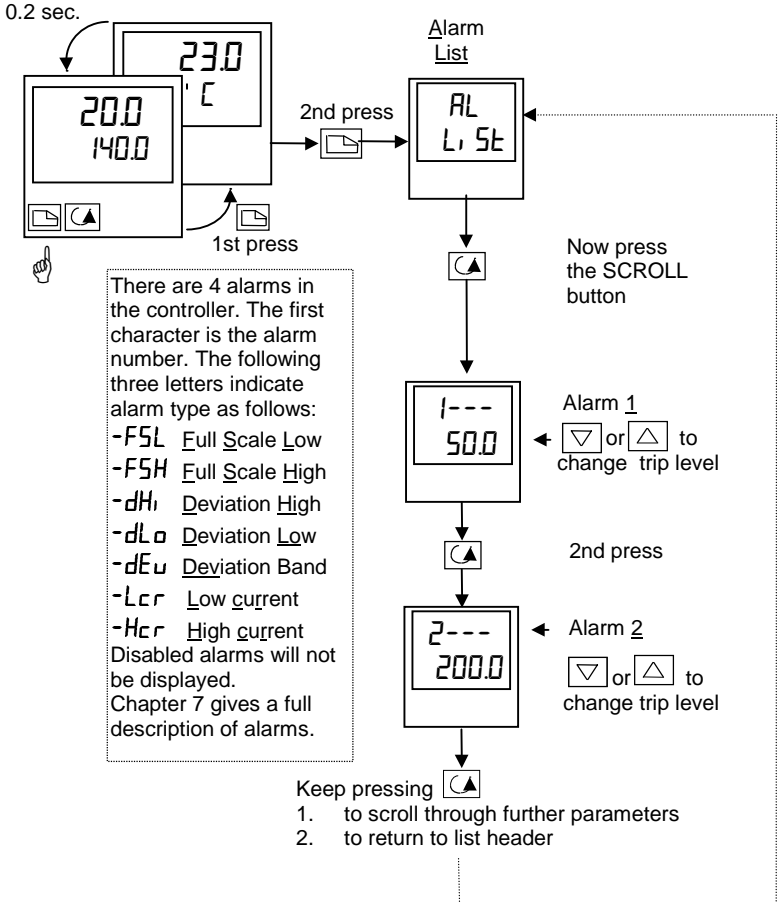 0.2 sec.
23.0
°C
20.0
140.0
1st press
2nd press
Alarm
List
AL
LiSt
Now press
the SCROLL
button
There are 4 alarms in
the controller. The first
character is the alarm
number. The following
three letters indicate
alarm type as follows:
-FSL Full Scale Low
-FSH Full Scale High
-dHi Deviation High
-dLo Deviation Low
-dEv Deviation Band
-Lcr Low current
-Hcr High current
Disabled alarms will not
be displayed.
Chapter 7 gives a full
description of alarms.
1---
50.0
Alarm 1
or to
change trip level
2nd press
2---
200.0
Alarm 2
or to
change trip level
Keep pressing
1. to scroll through further parameters
2. to return to list header